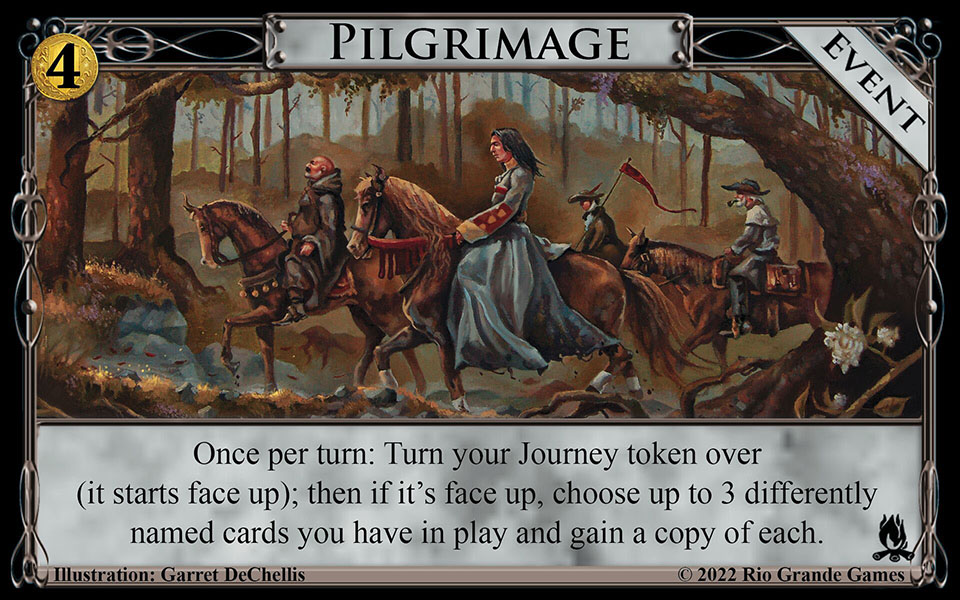 PILGRIMAGE
4
EVENT
Once per turn: Turn your Journey token over
(it starts face up); then if it's face up, choose up to 3 differently
named cards you have in play and gain a copy of each.
Illustration: Garret DeChellis
© 2022 Rio Grande Games